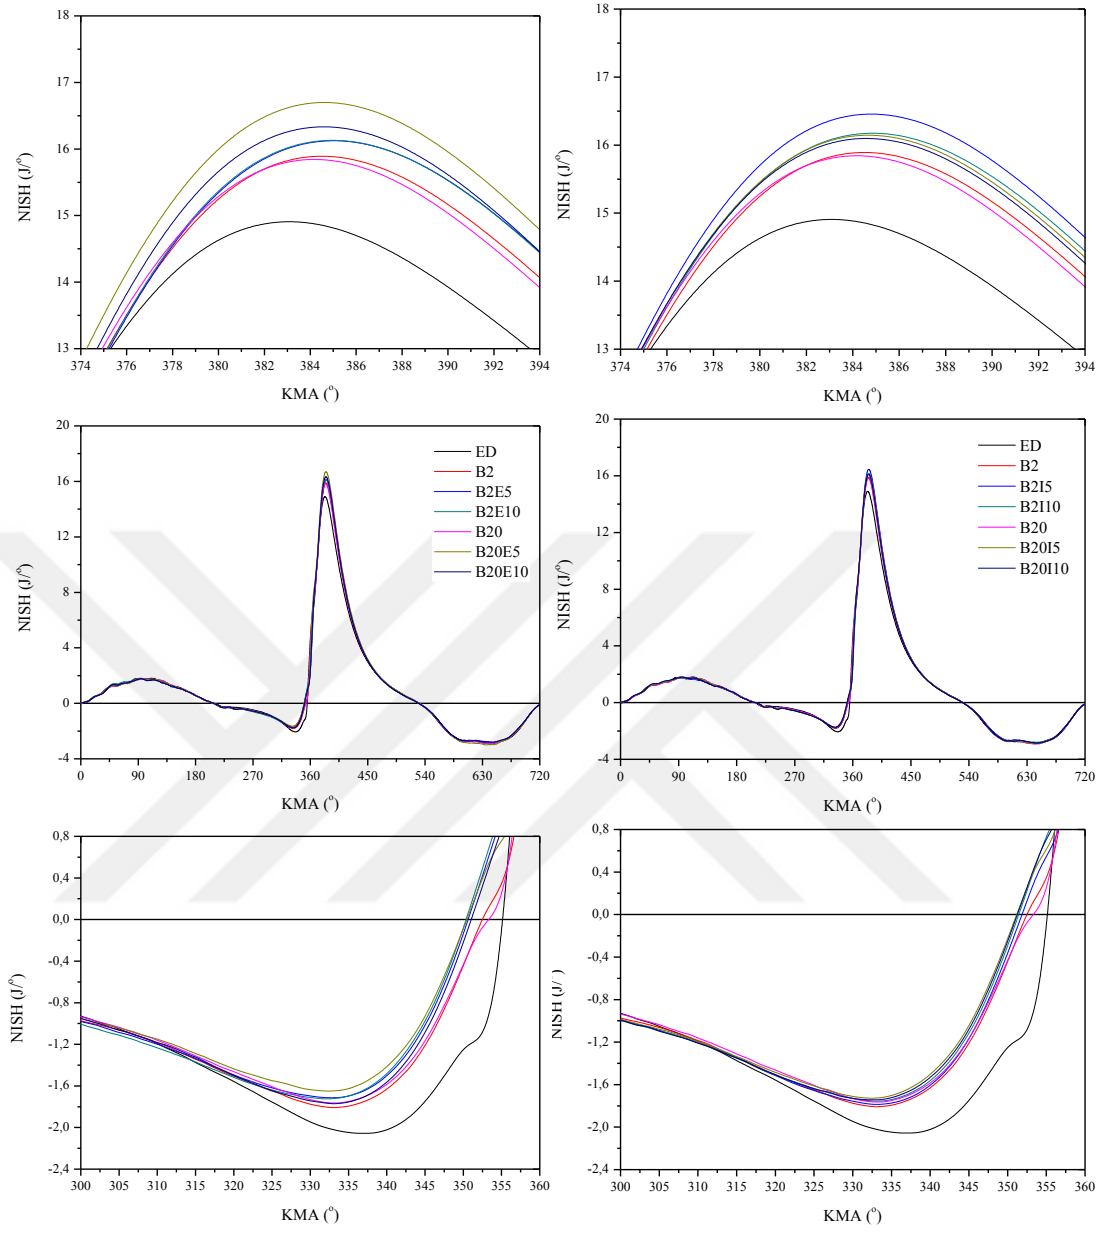 18
17
16
15
14
13
NISH (J/°)
374 376 378 380 382 384 386 388 390 392 394
KMA (°)
18
17
16
15
14
13
NISH (J/°)
374 376 378 380 382 384 386 388 390 392 394
KMA (°)
20
16
12
8
4
0
-4
NISH (J/°)
ED
B2
B2E5
B2E10
B20
B20E5
B20E10
0 90 180 270 360 450 540 630 720
KMA (°)
20
16
12
8
4
0
-4
NISH (J/°)
ED
B2
B2I5
B2I10
B20
B20I5
B20I10
0 90 180 270 360 450 540 630 720
KMA (°)
0,8
0,4
0,0
-0,4
-0,8
-1,2
-1,6
-2,0
-2,4
NISH (J/°)
300 305 310 315 320 325 330 335 340 345 350 355 360
KMA (°)
0,8
0,4
0,0
-0,4
-0,8
-1,2
-1,6
-2,0
-2,4
NISH (J/ )
300 305 310 315 320 325 330 335 340 345 350 355 360
KMA (°)